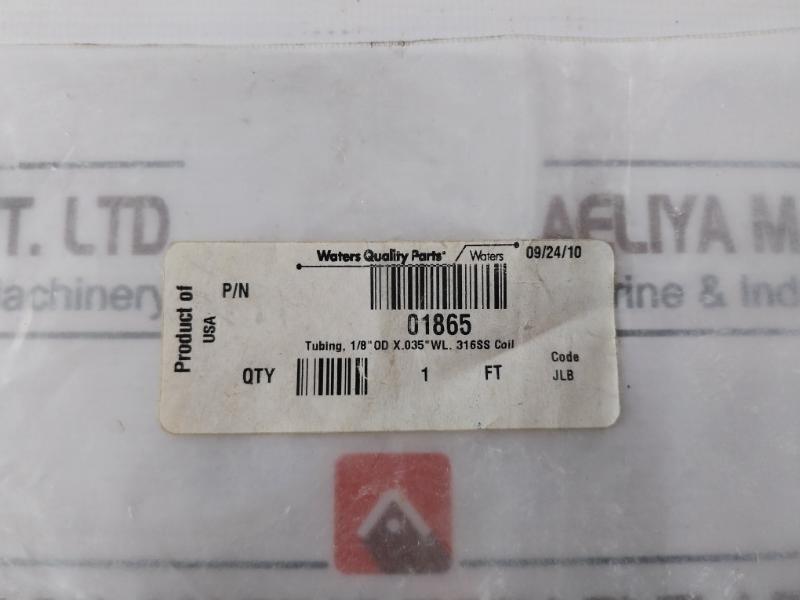 T. LTD
AELIYA M
achinery
rine & Ind
Waters Quality Parts
Waters
09/24/10
Product of
USA
P/N
01865
Tubing, 1/8"OD X.035"WL. 316SS Coil
QTY
1
FT
Code
JLB